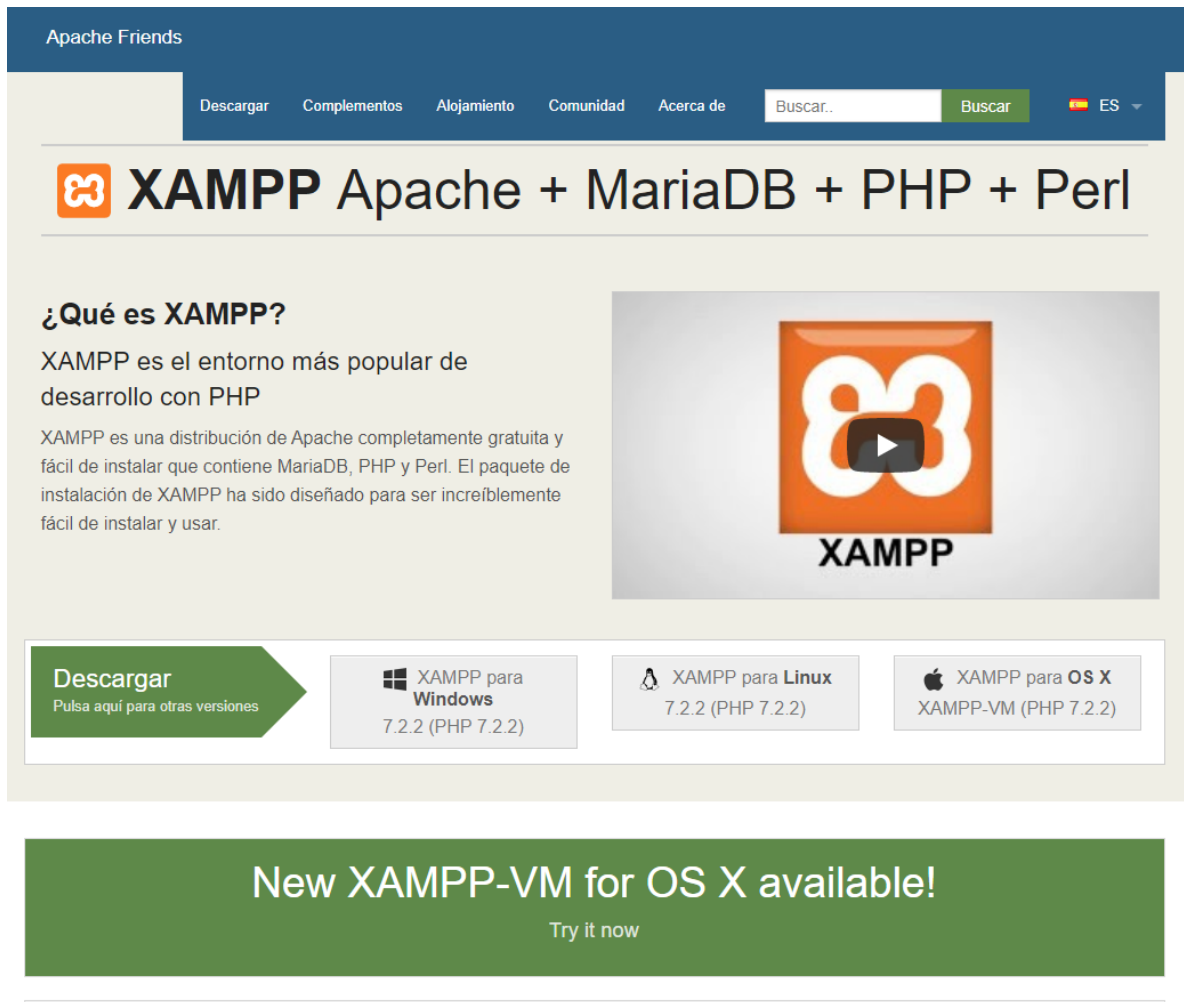 Apache Friends
Descargar Complementos Alojamiento Comunidad Acerca de Buscar.. Buscar ES
XAMPP Apache + MariaDB + PHP + Perl
¿Qué es XAMPP?
XAMPP es el entorno más popular de
desarrollo con PHP
XAMPP es una distribución de Apache completamente gratuita y
fácil de instalar que contiene MariaDB, PHP y Perl. El paquete de
instalación de XAMPP ha sido diseñado para ser increíblemente
fácil de instalar y usar.
XAMPP
Descargar
Pulsa aquí para otras versiones
XAMPP para
Windows
7.2.2 (PHP 7.2.2)
XAMPP para Linux
7.2.2 (PHP 7.2.2)
XAMPP para OS X
XAMPP-VM (PHP 7.2.2)
New XAMPP-VM for OS X available!
Try it now